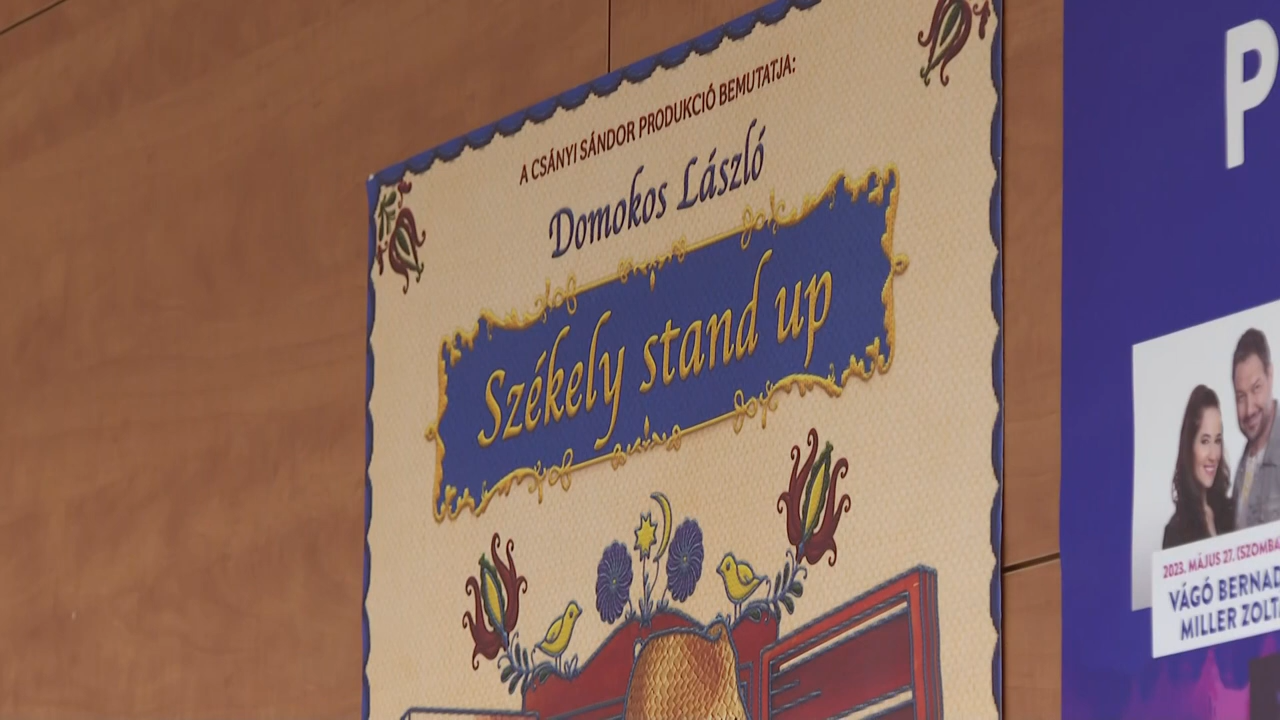 A CSÁNYI SÁNDOR PRODUKCIÓ BEMUTATJA:
Domokos László
Székely stand up
P
2023. MÁJUS 27. (SZOMBA
VÁGÓ BERNAD
MILLER ZOLT